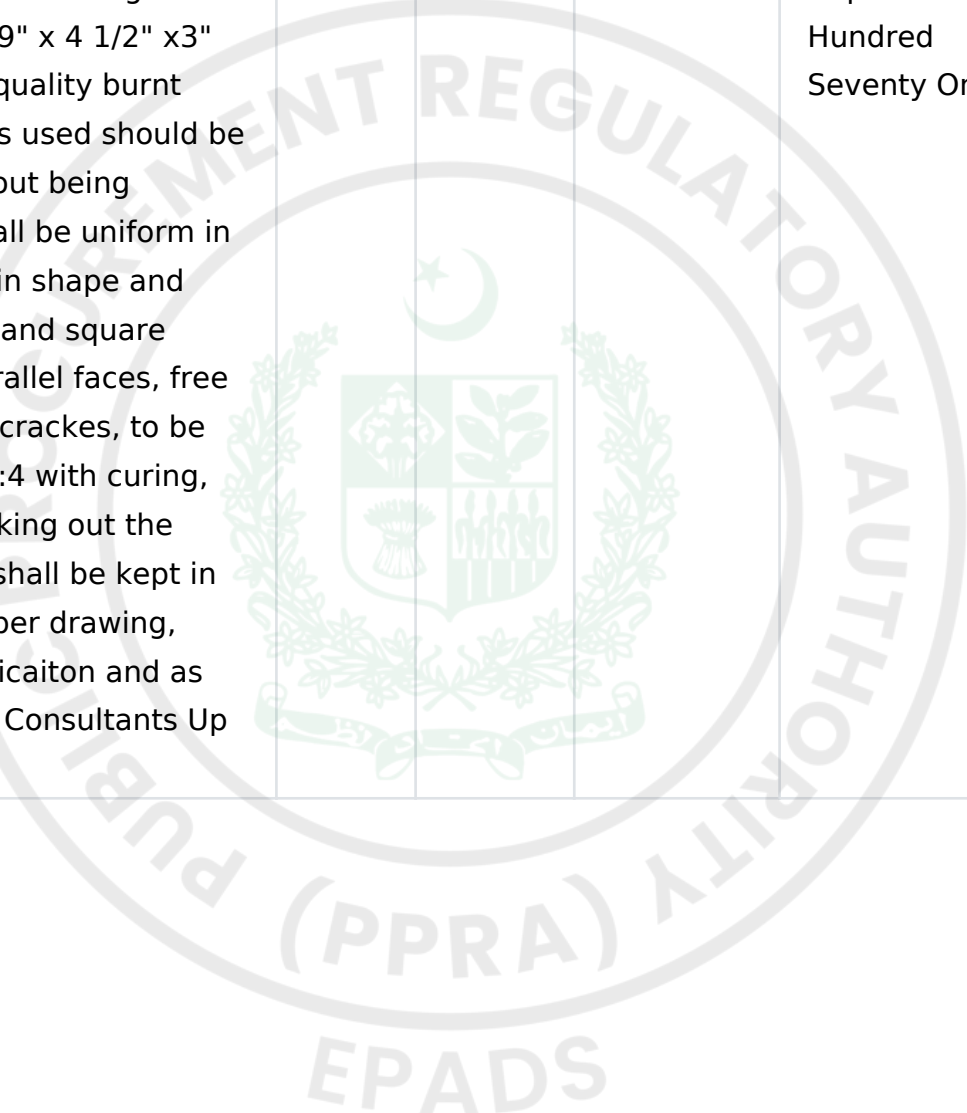 9" x 4 1/2" x3"
quality burnt
s used should be
out being
all be uniform in
in shape and
and square
rallel faces, free
crackes, to be
:4 with curing,
king out the
shall be kept in
per drawing,
icaiton and as
Consultants Up
Hundred
Seventy On
PUBLIC PROCUREMENT REGULATORY AUTHORITY
(PPRA)
EPADS